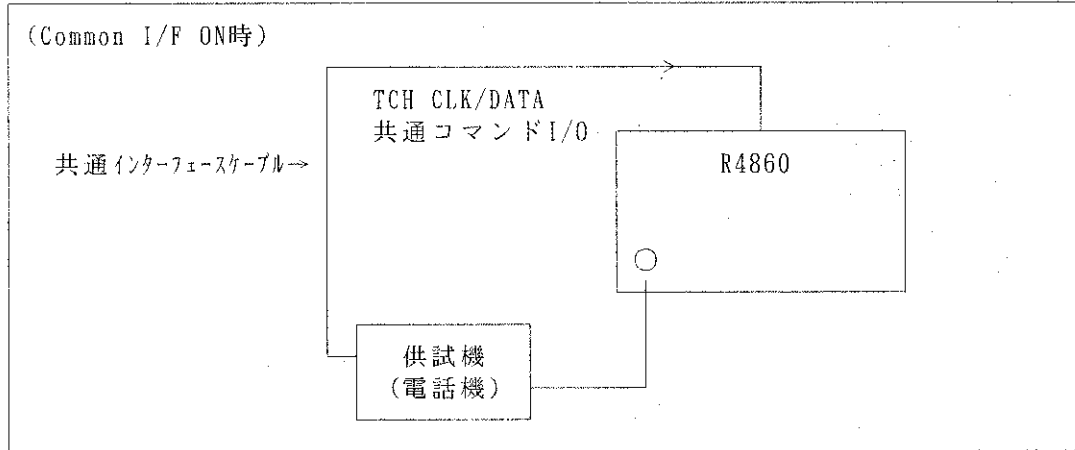 (Common I/F ON時)
TCH CLK/DATA
共通コマンドI/O
共通インターフェースケーブル→
R4860
供試機
(電話機)